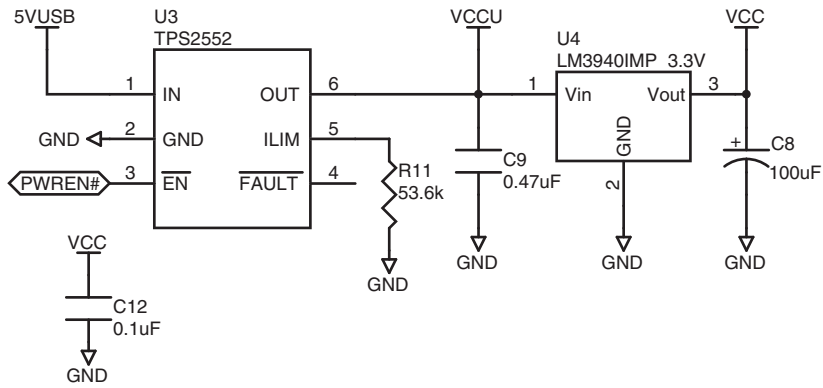 5VUSB
U3
TPS2552
1
IN
OUT
6
GND
2
GND
ILIM
5
PWREN#
3
EN
FAULT
4
R11
53.6k
GND
VCCU
C9
0.47uF
GND
U4
LM3940IMP 3.3V
1
Vin
Vout
3
GND
2
GND
VCC
+
C8
100uF
GND
VCC
C12
0.1uF
GND